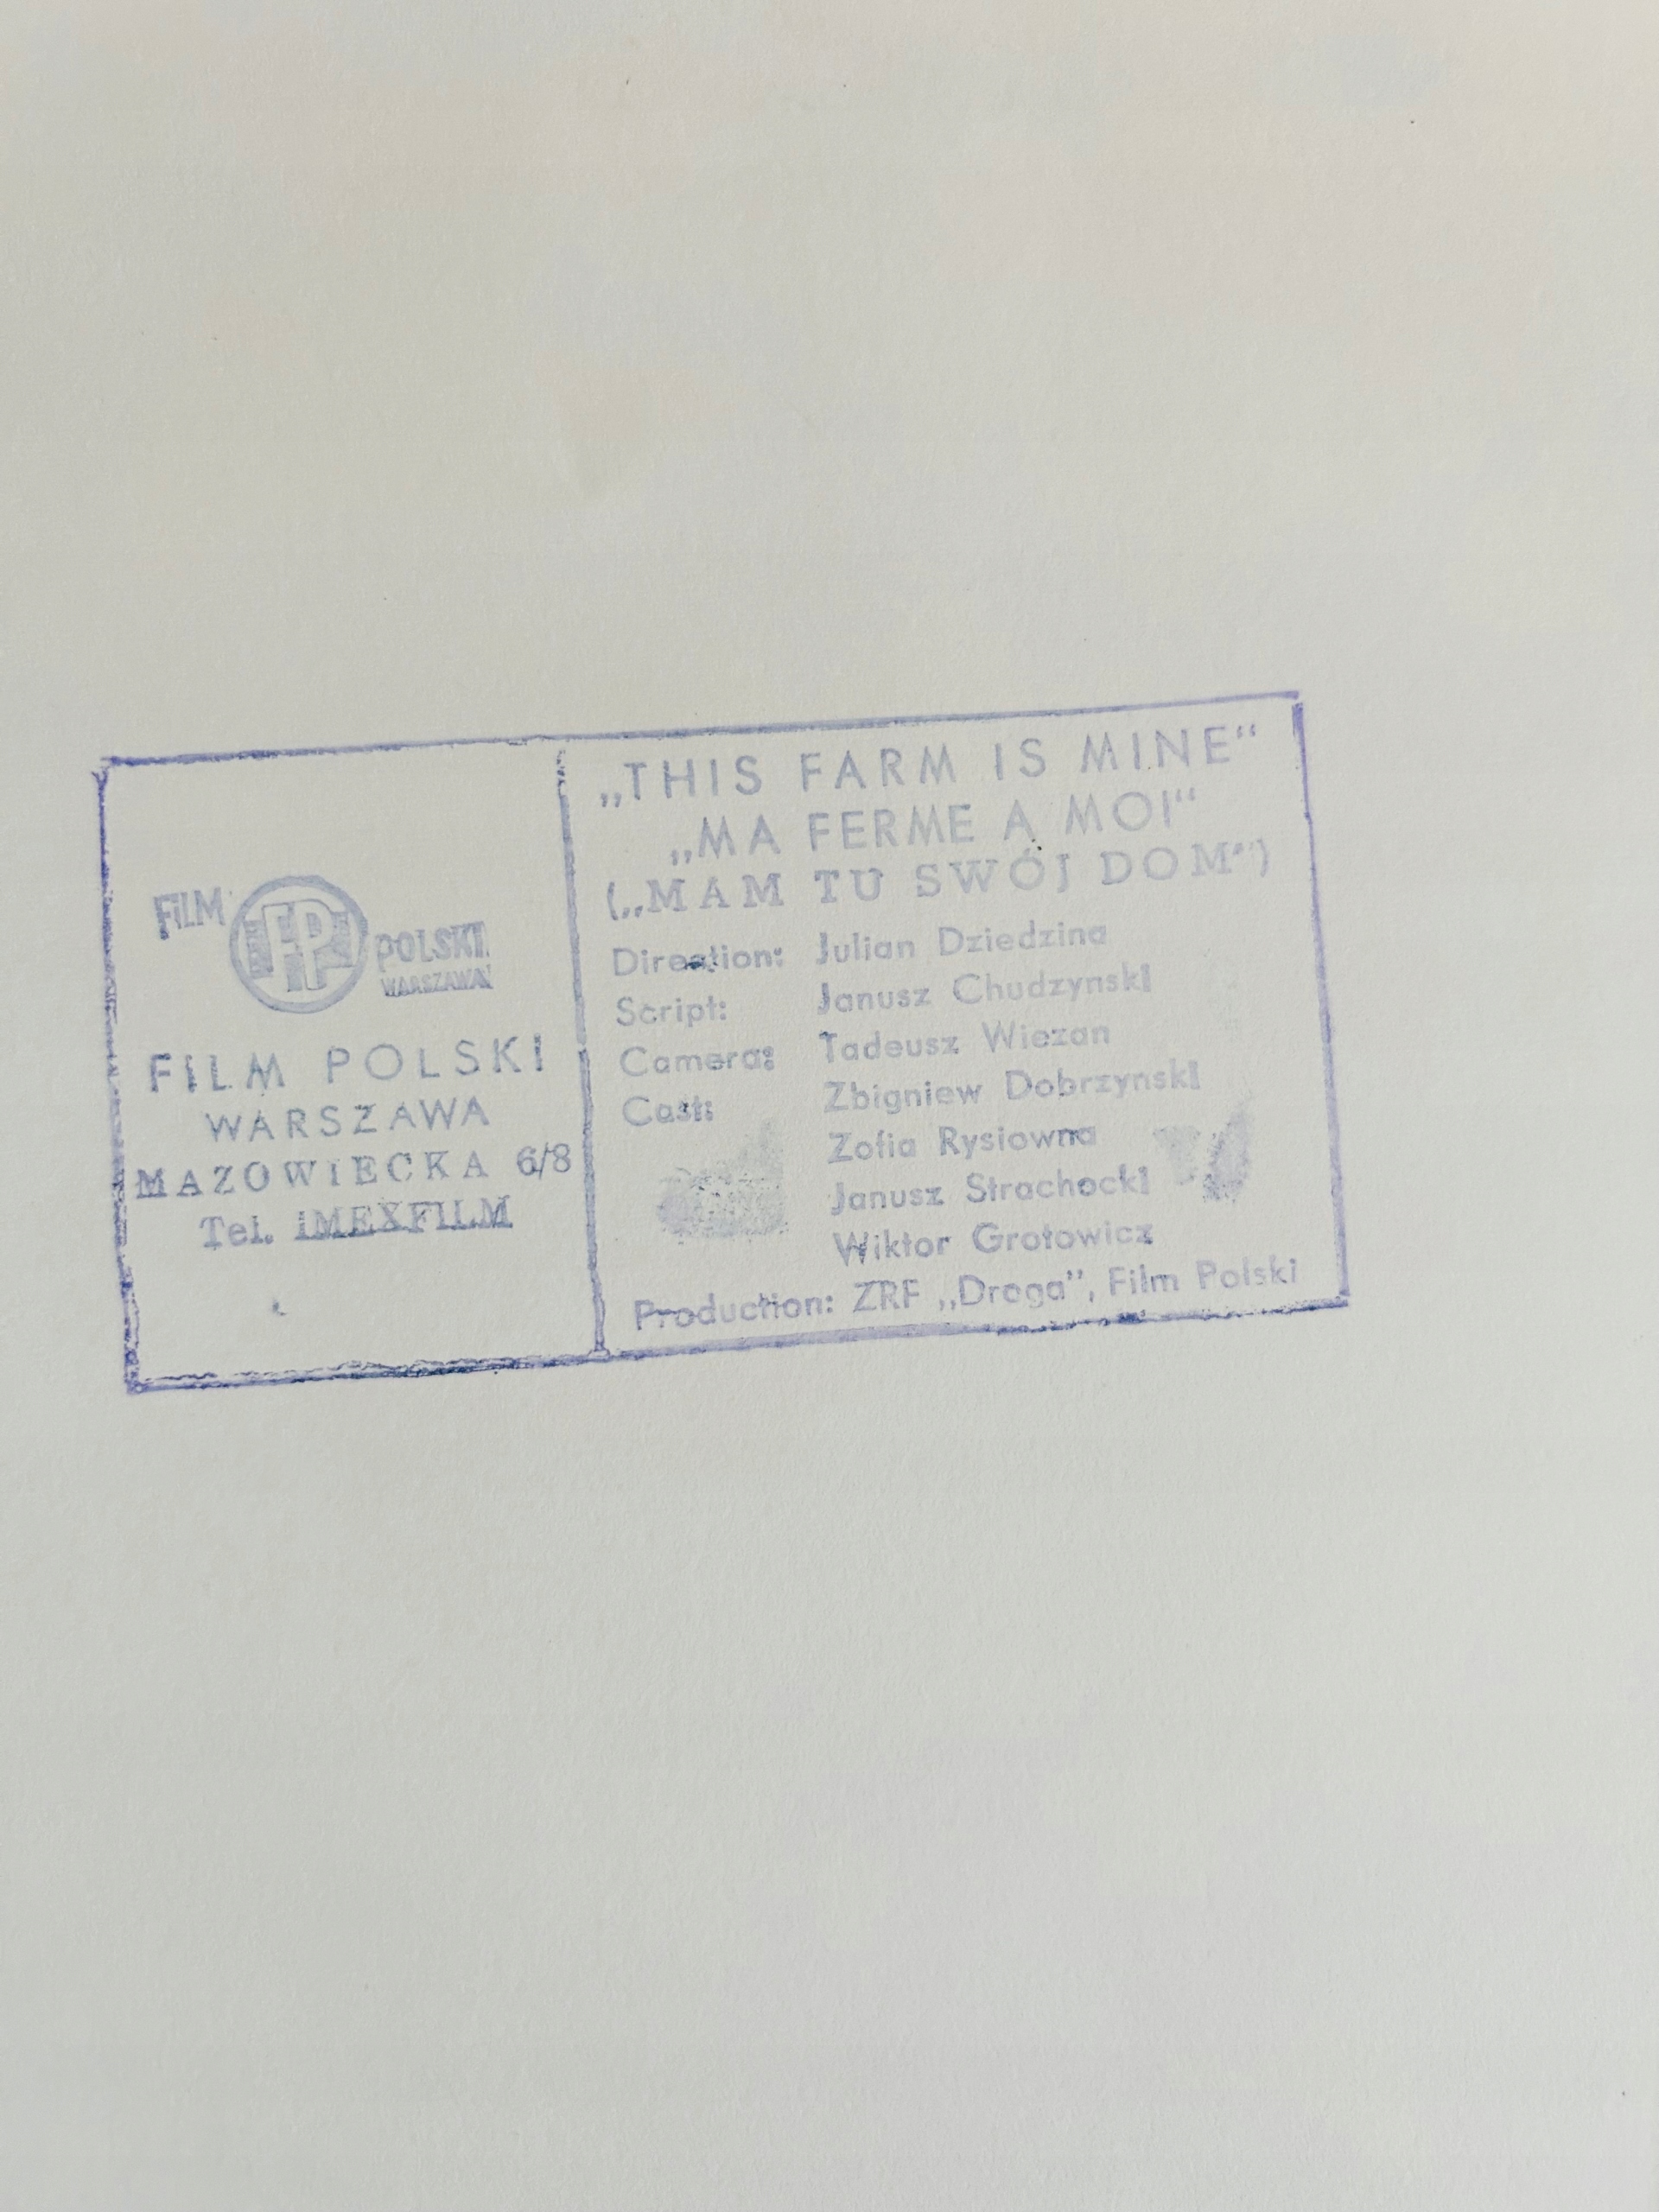 FILM FP POLSKI
WARSZAWA
FILM POLSKI
WARSZAWA
MAZOWIECKA 6/8
Tel. IMEXFILM
„THIS FARM IS MINE“
„MA FERME A MOI“
(„MAM TU SWÓJ DOM“)
Direction: Julian Dziedzina
Script: Janusz Chudzynski
Camera: Tadeusz Wiezan
Cast: Zbigniew Dobrzynski
Zofia Rysiowna
Janusz Strachocki
Wiktor Grotowicz
Production: ZRF „Droga”, Film Polski